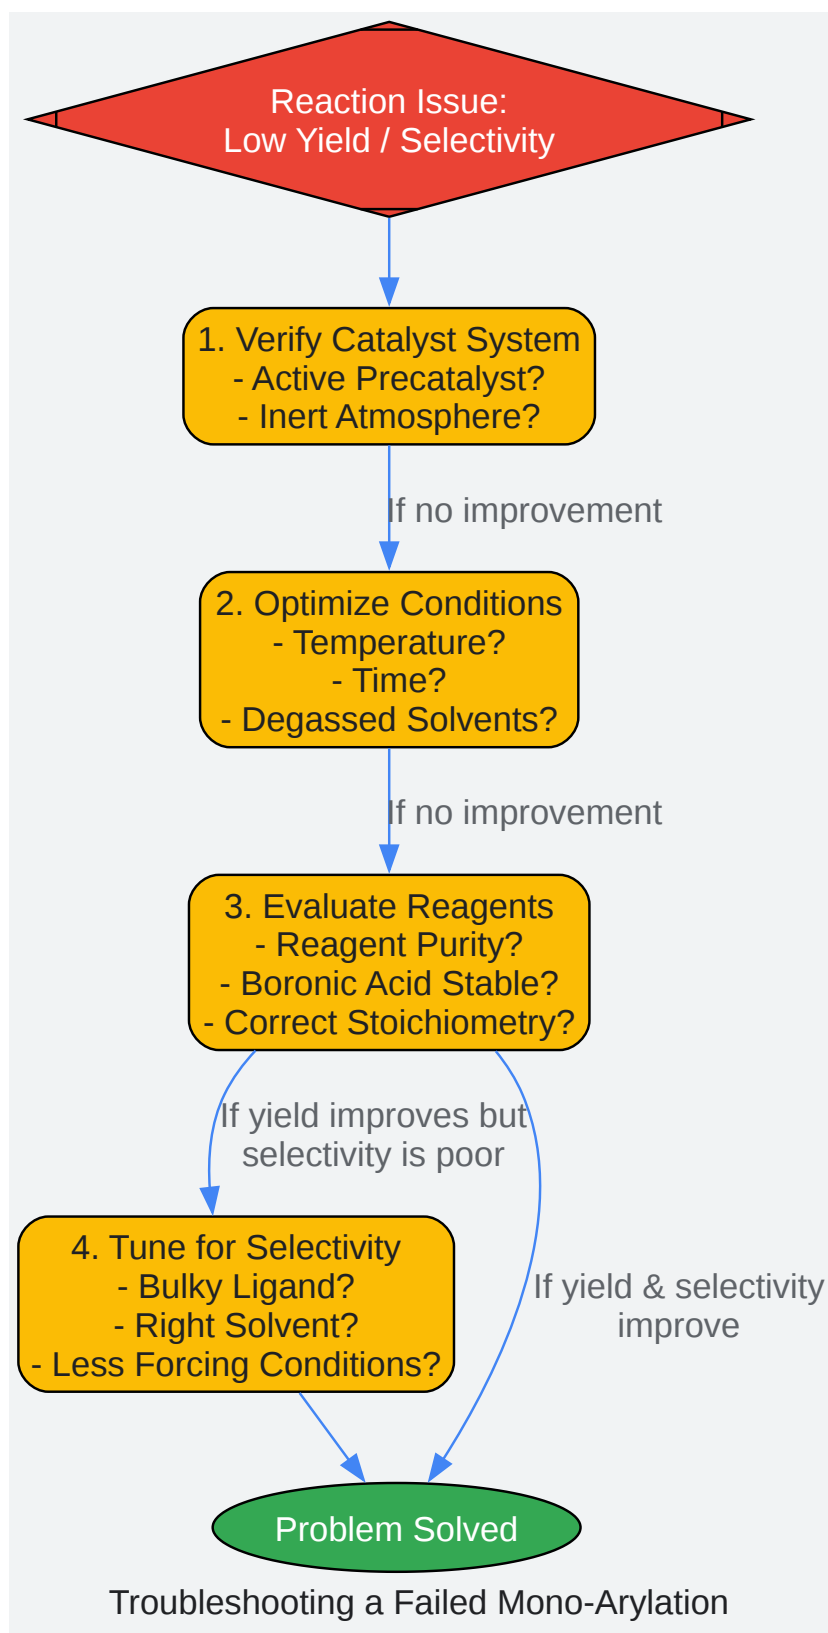 Reaction Issue:
Low Yield / Selectivity
1. Verify Catalyst System
- Active Precatalyst?
- Inert Atmosphere?
If no improvement
2. Optimize Conditions
- Temperature?
- Time?
- Degassed Solvents?
If no improvement
3. Evaluate Reagents
- Reagent Purity?
- Boronic Acid Stable?
- Correct Stoichiometry?
If yield improves but
selectivity is poor
4. Tune for Selectivity
- Bulky Ligand?
- Right Solvent?
- Less Forcing Conditions?
If yield & selectivity
improve
Problem Solved
Troubleshooting a Failed Mono-Arylation